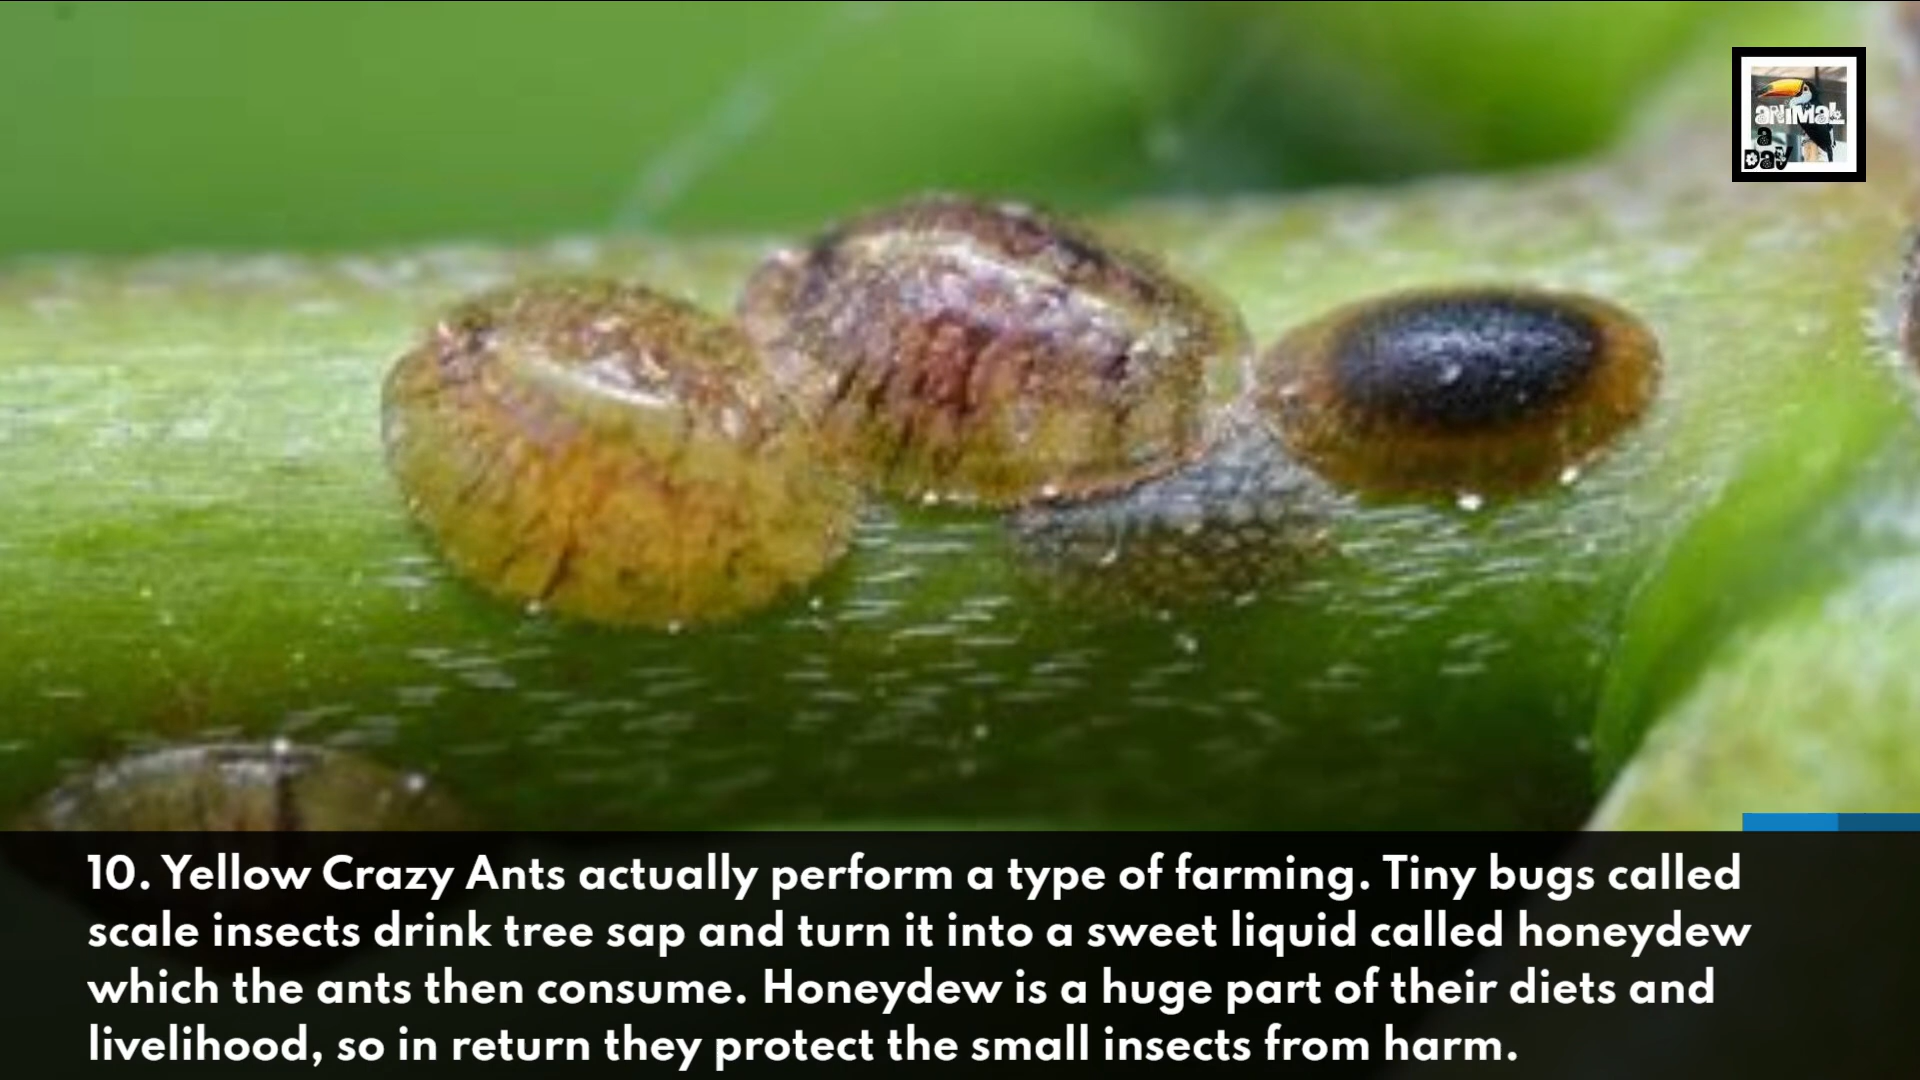 ANIMAL
a
Day
10. Yellow Crazy Ants actually perform a type of farming. Tiny bugs called
scale insects drink tree sap and turn it into a sweet liquid called honeydew
which the ants then consume. Honeydew is a huge part of their diets and
livelihood, so in return they protect the small insects from harm.